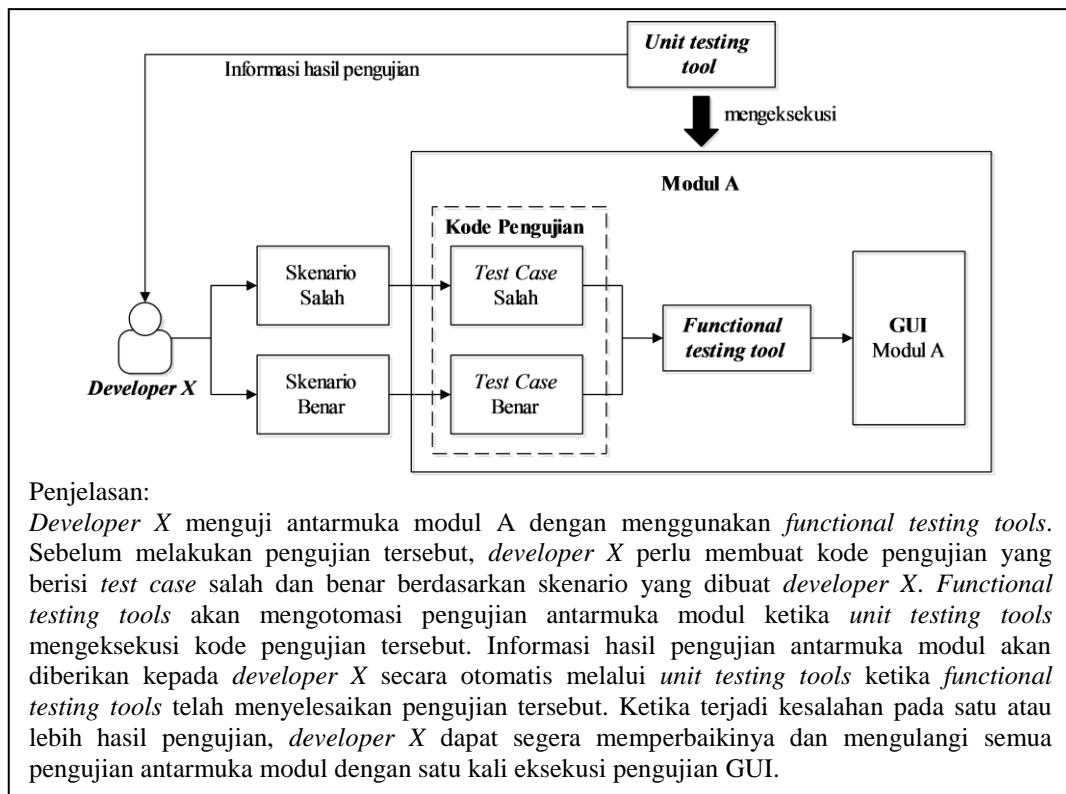 Unit testing
tool
Informasi hasil pengujian
mengeksekusi
Modul A
Kode Pengujian
Skenario
Salah
Test Case
Salah
Functional
testing tool
GUI
Modul A
Developer X
Skenario
Benar
Test Case
Benar
Penjelasan:
Developer X menguji antarmuka modul A dengan menggunakan functional testing tools.
Sebelum melakukan pengujian tersebut, developer X perlu membuat kode pengujian yang
berisi test case salah dan benar berdasarkan skenario yang dibuat developer X. Functional
testing tools akan mengotomasi pengujian antarmuka modul ketika unit testing tools
mengeksekusi kode pengujian tersebut. Informasi hasil pengujian antarmuka modul akan
diberikan kepada developer X secara otomatis melalui unit testing tools ketika functional
testing tools telah menyelesaikan pengujian tersebut. Ketika terjadi kesalahan pada satu atau
lebih hasil pengujian, developer X dapat segera memperbaikinya dan mengulangi semua
pengujian antarmuka modul dengan satu kali eksekusi pengujian GUI.